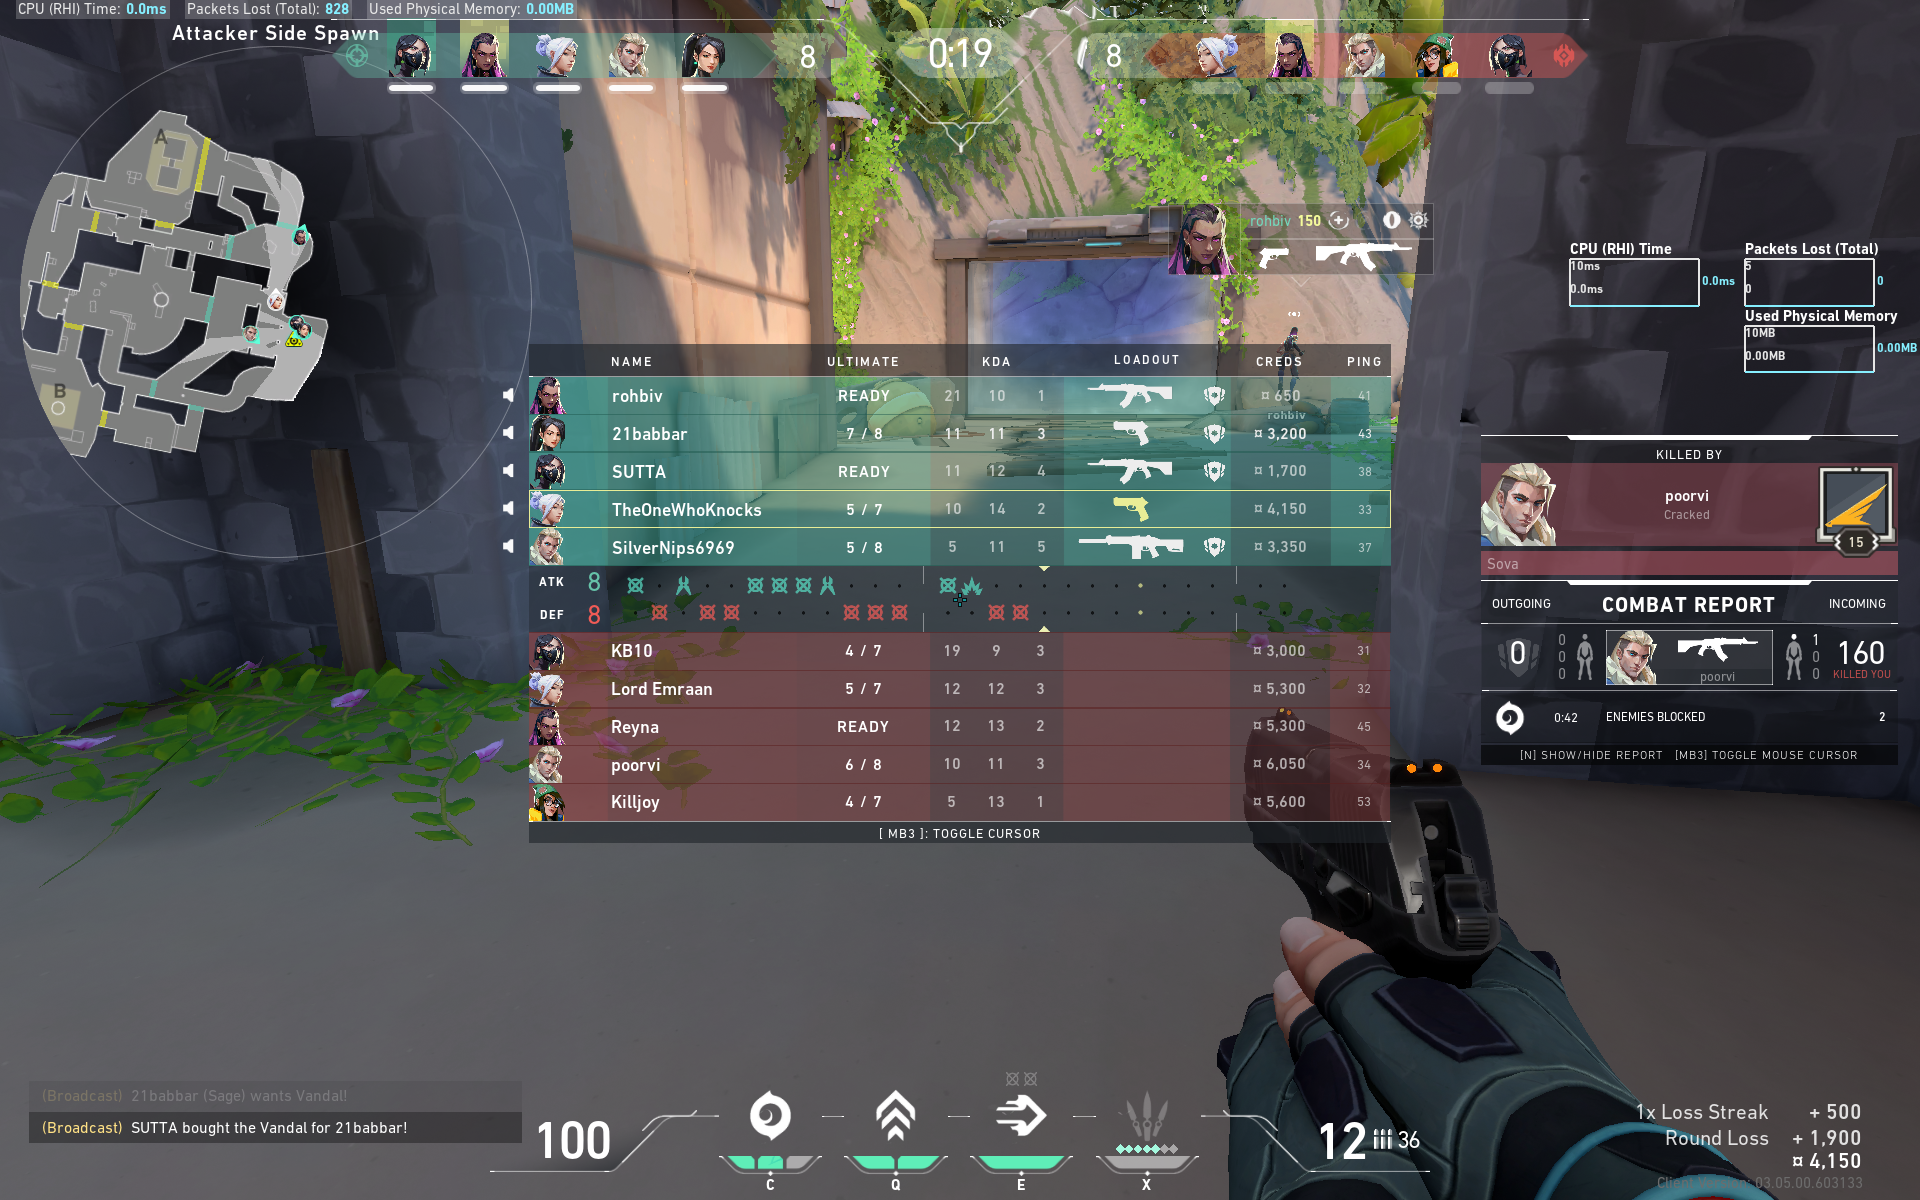 CPU (RHI) Time: 0.0ms Packets Lost (Total): 828 Used Physical Memory: 0.00MB
Attacker Side Spawn
8 0:19 8
A
B
rohbiv 150
CPU (RHI) Time Packets Lost (Total)
10ms 5
0.0ms 0.0ms 0 0
Used Physical Memory
10MB
0.00MB 0.00MB
NAME ULTIMATE KDA LOADOUT CREDS PING
rohbiv READY 21 10 1 ¤ 650 41
rohbiv
21babbar 7 / 8 11 11 3 ¤ 3,200 43
SUTTA READY 11 12 4 ¤ 1,700 38
TheOneWhoKnocks 5 / 7 10 14 2 ¤ 4,150 33
SilverNips6969 5 / 8 5 11 5 ¤ 3,350 37
ATK 8
DEF 8
KB10 4 / 7 19 9 3 ¤ 3,000 31
Lord Emraan 5 / 7 12 12 3 ¤ 5,300 32
Reyna READY 12 13 2 ¤ 5,300 45
poorvi 6 / 8 10 11 3 ¤ 6,050 34
Killjoy 4 / 7 5 13 1 ¤ 5,600 53
[ MB3 ]: TOGGLE CURSOR
KILLED BY
poorvi
Cracked
15
Sova
OUTGOING COMBAT REPORT INCOMING
0 0 0 0 poorvi 1 0 0 160
KILLED YOU
0:42 ENEMIES BLOCKED 2
[N] SHOW/HIDE REPORT [MB3] TOGGLE MOUSE CURSOR
(Broadcast) 21babbar (Sage) wants Vandal!
(Broadcast) SUTTA bought the Vandal for 21babbar!
100
C Q E X
12 36
1x Loss Streak + 500
Round Loss + 1,900
¤ 4,150
03.05.00.603133